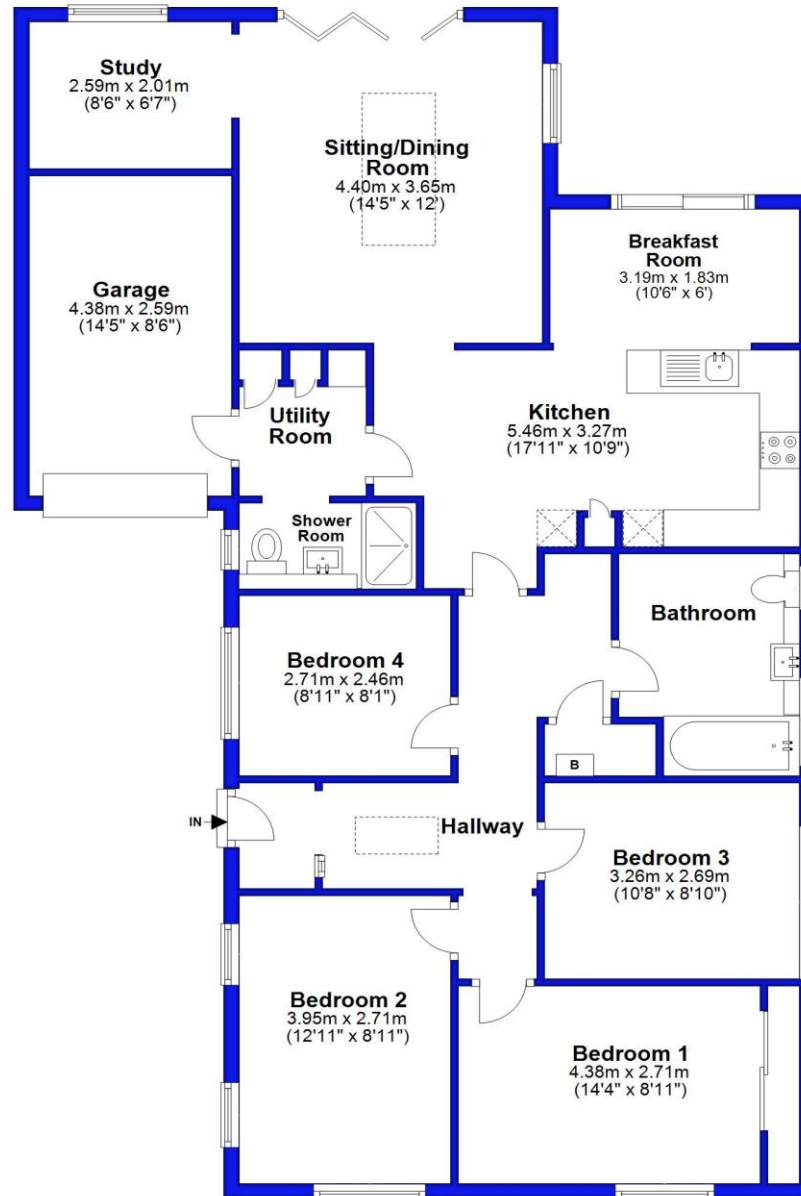 Study
2.59m x 2.01m
(8'6" x 6'7")
Sitting/Dining
Room
4.40m x 3.65m
(14'5" x 12')
Breakfast
Room
3.19m x 1.83m
(10'6" x 6')
Garage
4.38m x 2.59m
(14'5" x 8'6")
Utility
Room
Kitchen
5.46m x 3.27m
(17'11" x 10'9")
Shower
Room
Bathroom
Bedroom 4
2.71m x 2.46m
(8'11" x 8'1")
B
IN
Hallway
Bedroom 3
3.26m x 2.69m
(10'8" x 8'10")
Bedroom 2
3.95m x 2.71m
(12'11" x 8'11")
Bedroom 1
4.38m x 2.71m
(14'4" x 8'11")